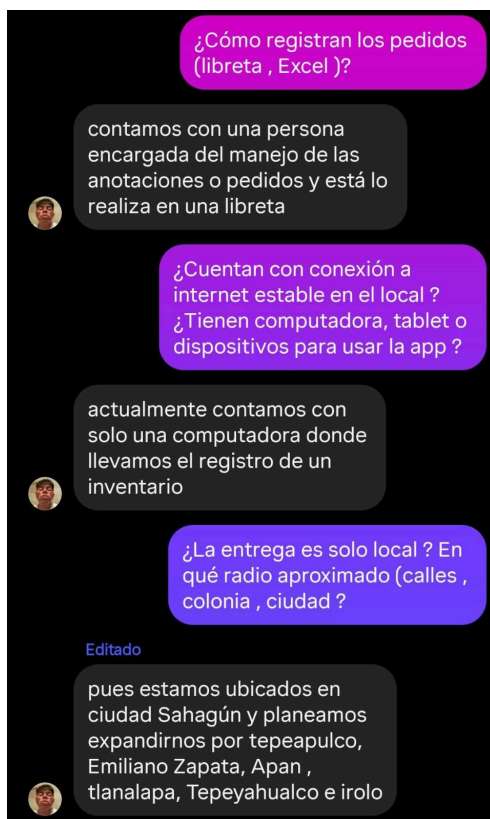 ¿Cómo registran los pedidos
(libreta , Excel )?
contamos con una persona
encargada del manejo de las
anotaciones o pedidos y está lo
realiza en una libreta
¿Cuentan con conexión a
internet estable en el local ?
¿Tienen computadora, tablet o
dispositivos para usar la app ?
actualmente contamos con
solo una computadora donde
llevamos el registro de un
inventario
¿La entrega es solo local ? En
qué radio aproximado (calles ,
colonia , ciudad ?
Editado
pues estamos ubicados en
ciudad Sahagún y planeamos
expandirnos por tepeapulco,
Emiliano Zapata, Apan ,
tlanalapa, Tepeyahualco e irolo